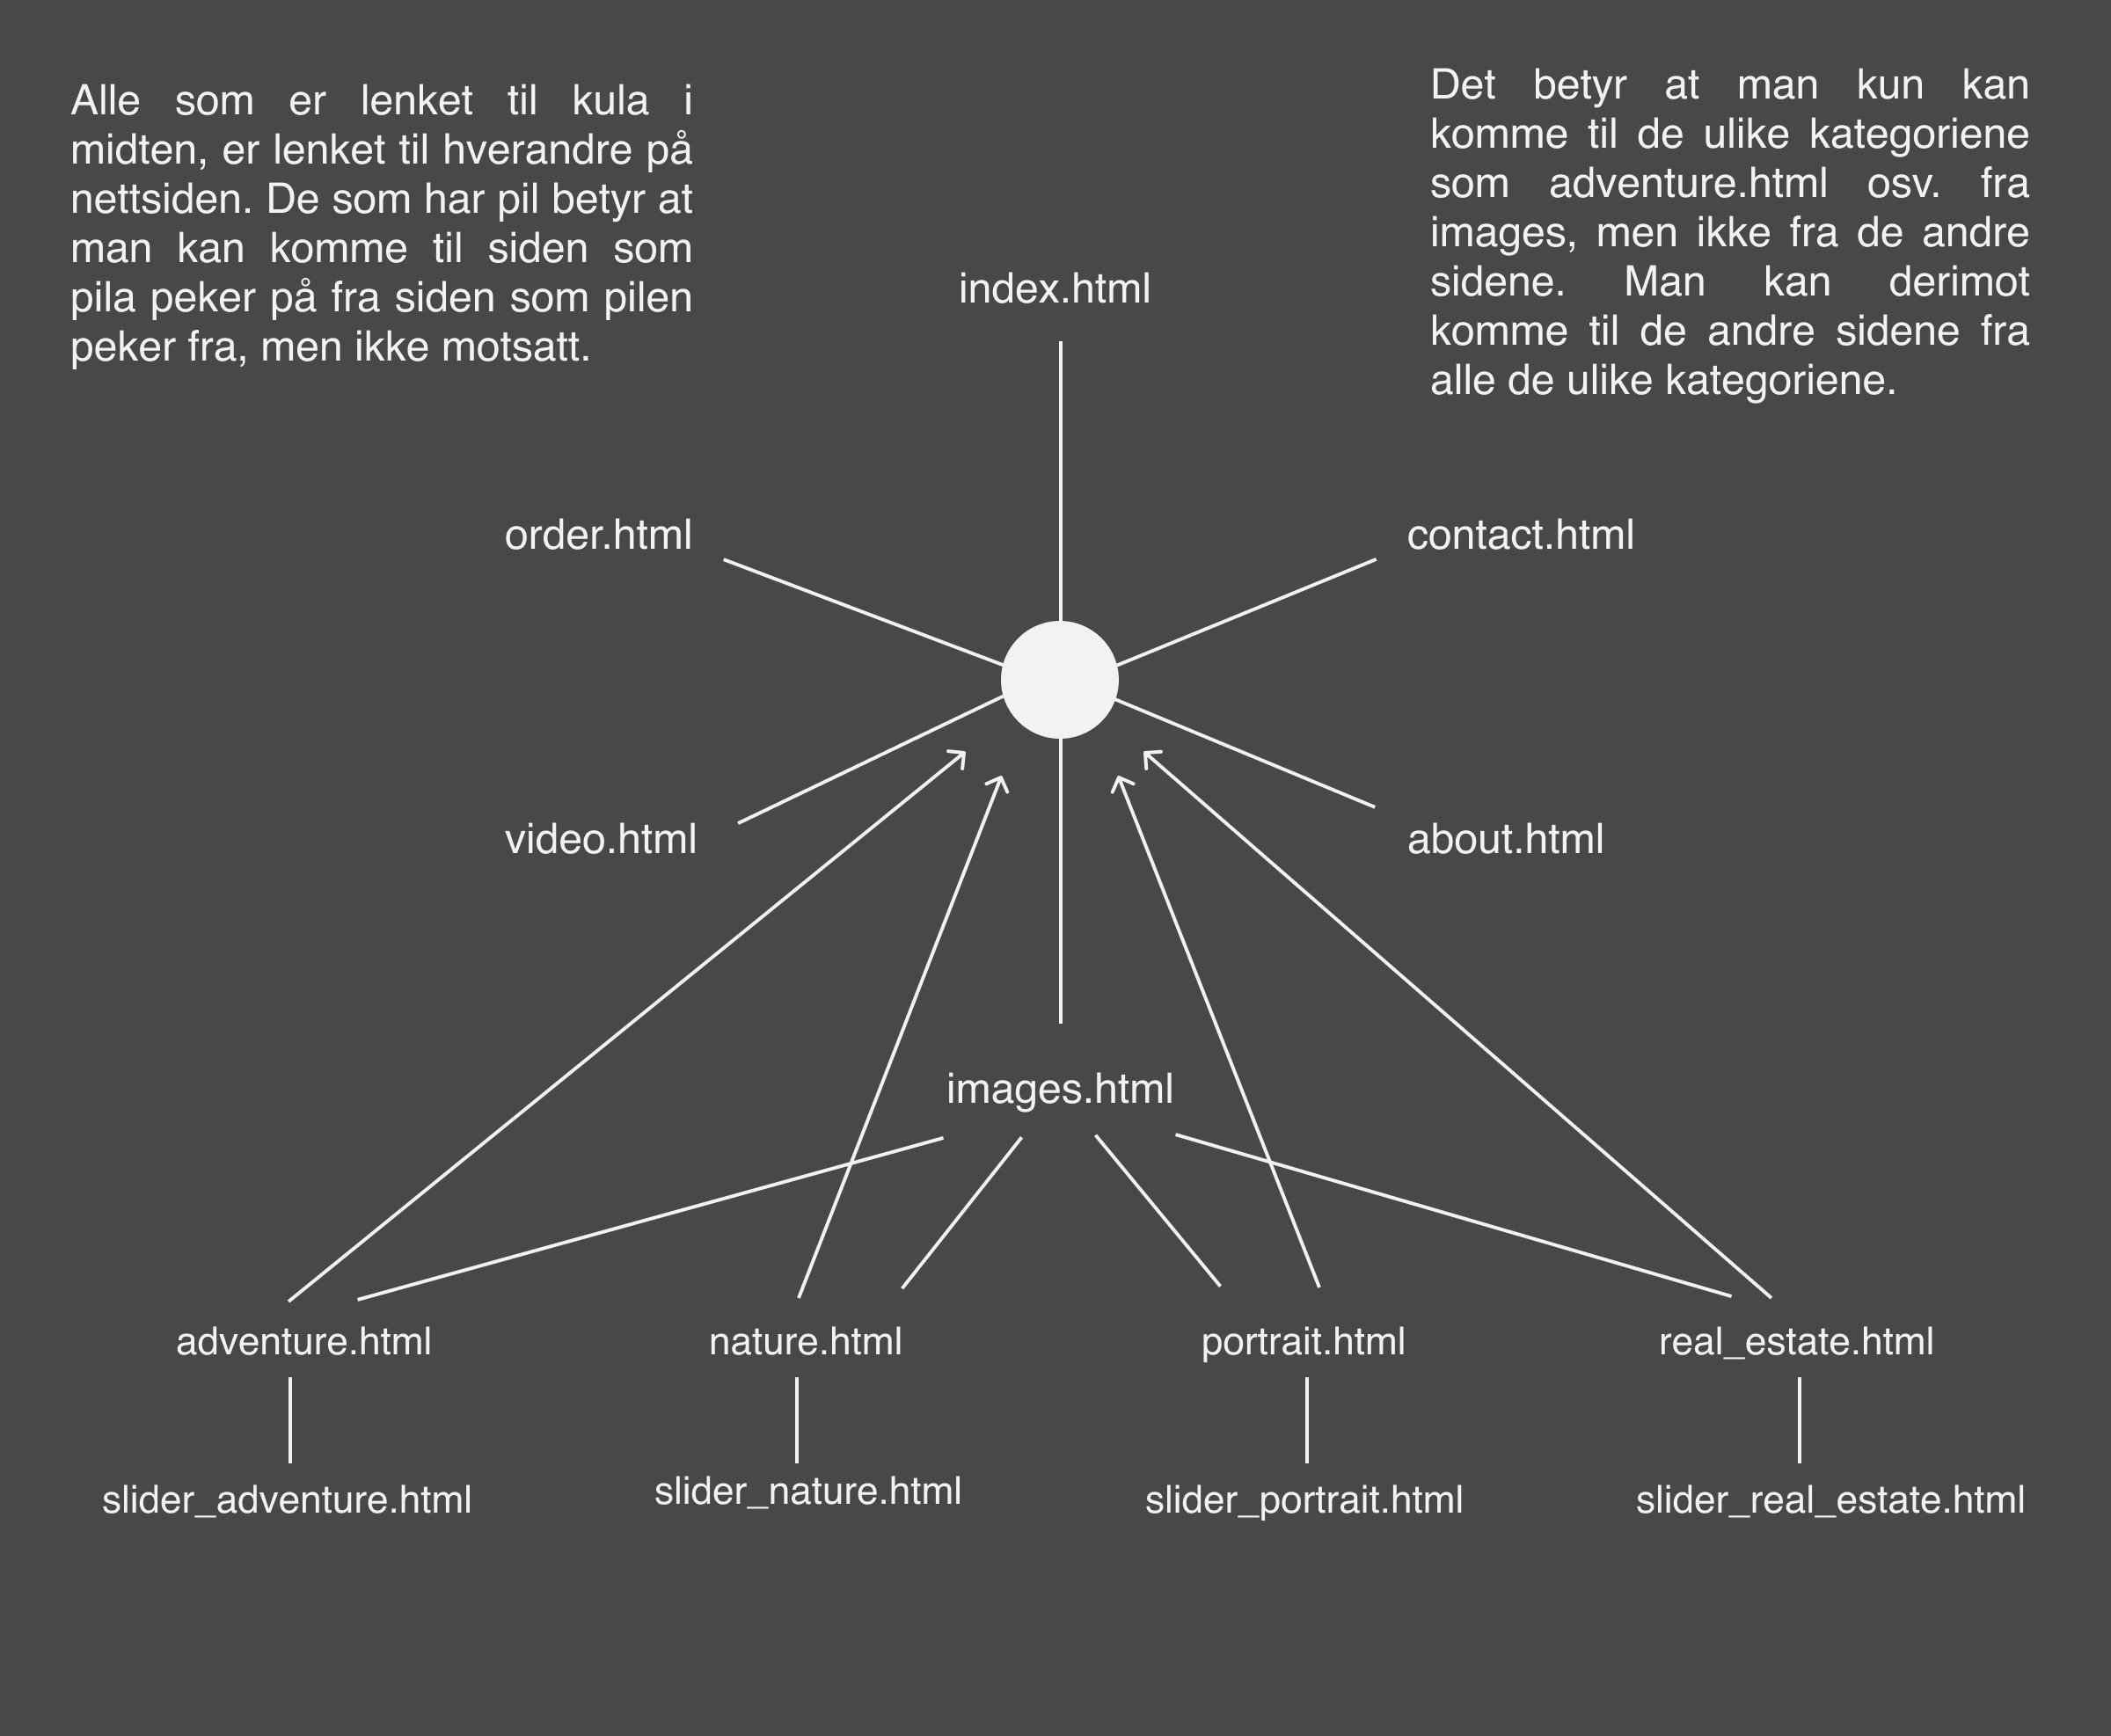 Alle som er lenket til kula i
midten, er lenket til hverandre på
nettsiden. De som har pil betyr at
man kan komme til siden som
pila peker på fra siden som pilen
peker fra, men ikke motsatt.
Det betyr at man kun kan
komme til de ulike kategoriene
som adventure.html osv. fra
images, men ikke fra de andre
sidene. Man kan derimot
komme til de andre sidene fra
alle de ulike kategoriene.
index.html
order.html
contact.html
video.html
about.html
images.html
adventure.html
nature.html
portrait.html
real_estate.html
slider_adventure.html
slider_nature.html
slider_portrait.html
slider_real_estate.html